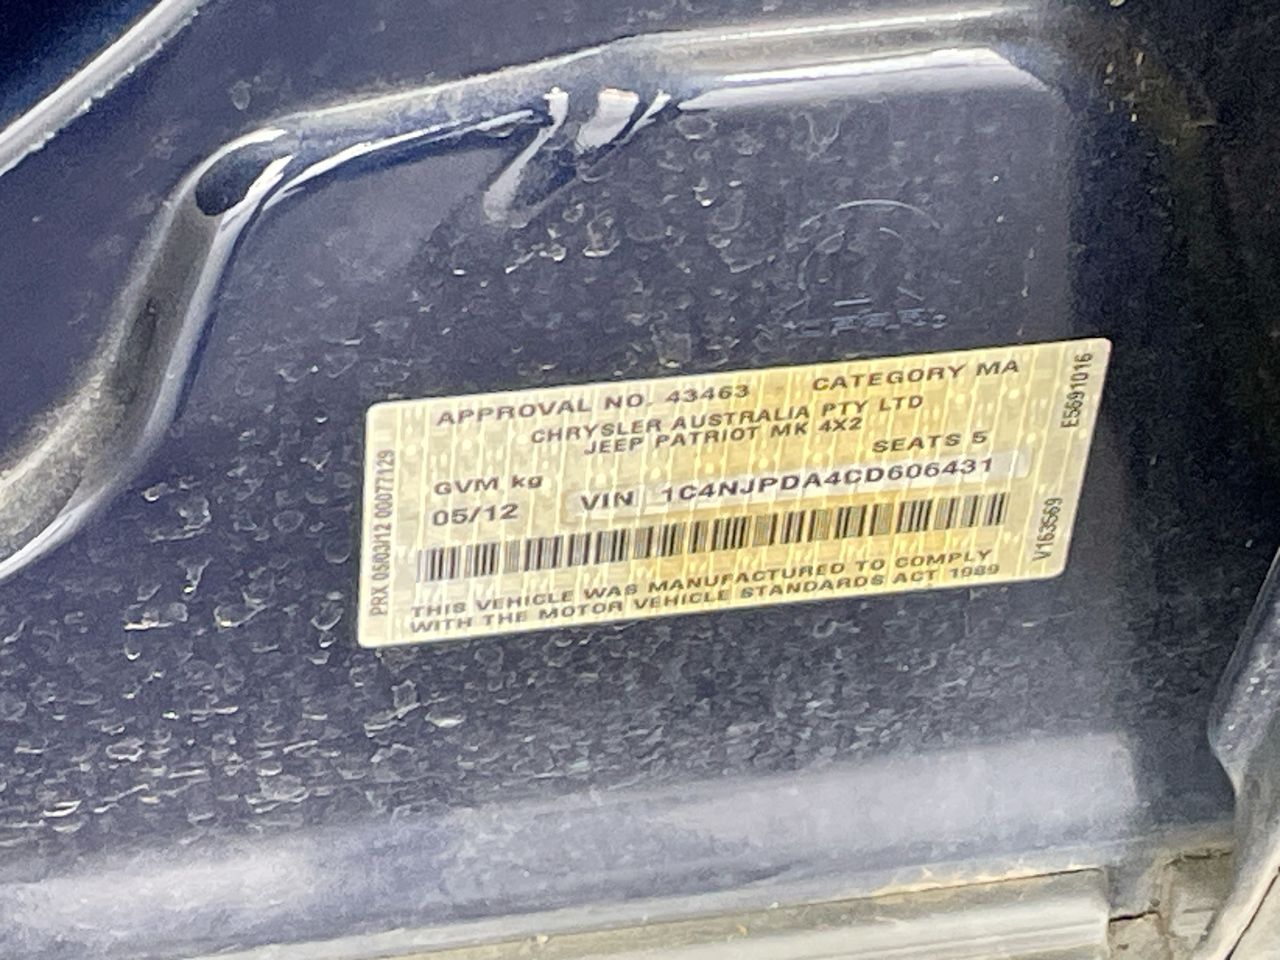 APPROVAL NO. 43463 CATEGORY MA
CHRYSLER AUSTRALIA PTY LTD
JEEP PATRIOT MK 4X2
SEATS 5
GVM kg
05/12 VIN 1C4NJPDA4CD606431
THIS VEHICLE WAS MANUFACTURED TO COMPLY
WITH THE MOTOR VEHICLE STANDARDS ACT 1989
PRX 05/03/12 00077129
E5691016
V163569